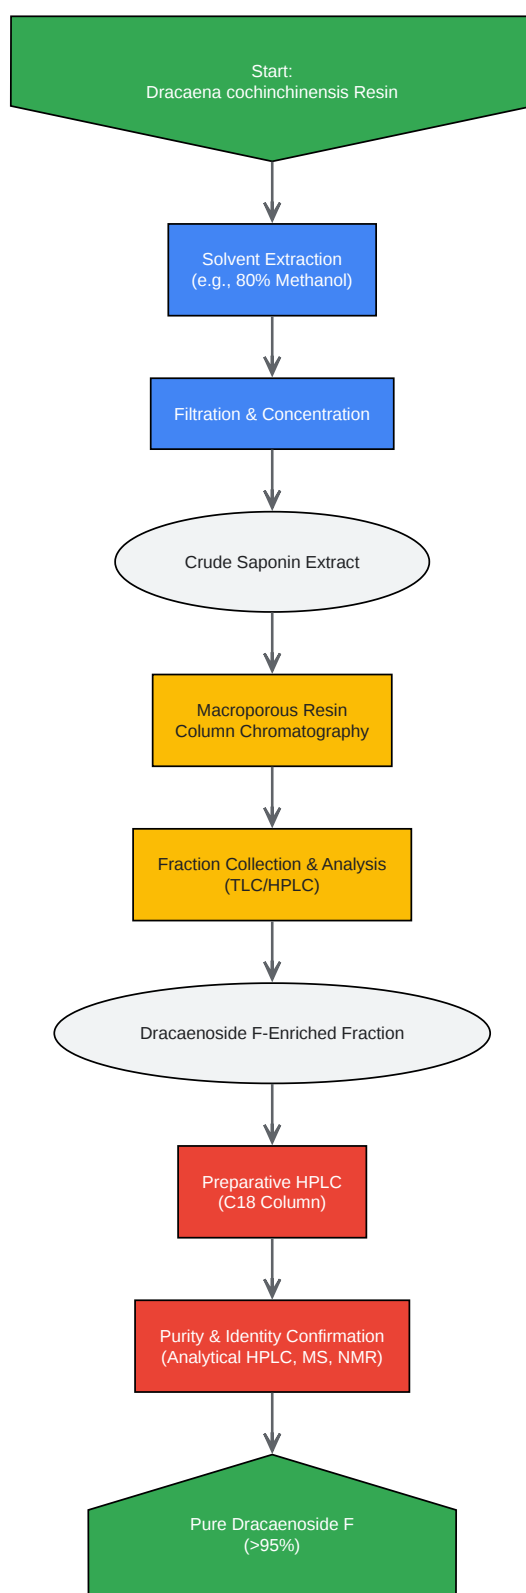 Start:
Dracaena cochinchinensis Resin
Solvent Extraction
(e.g., 80% Methanol)
Filtration & Concentration
Crude Saponin Extract
Macroporous Resin
Column Chromatography
Fraction Collection & Analysis
(TLC/HPLC)
Dracaenoside F-Enriched Fraction
Preparative HPLC
(C18 Column)
Purity & Identity Confirmation
(Analytical HPLC, MS, NMR)
Pure Dracaenoside F
(>95%)